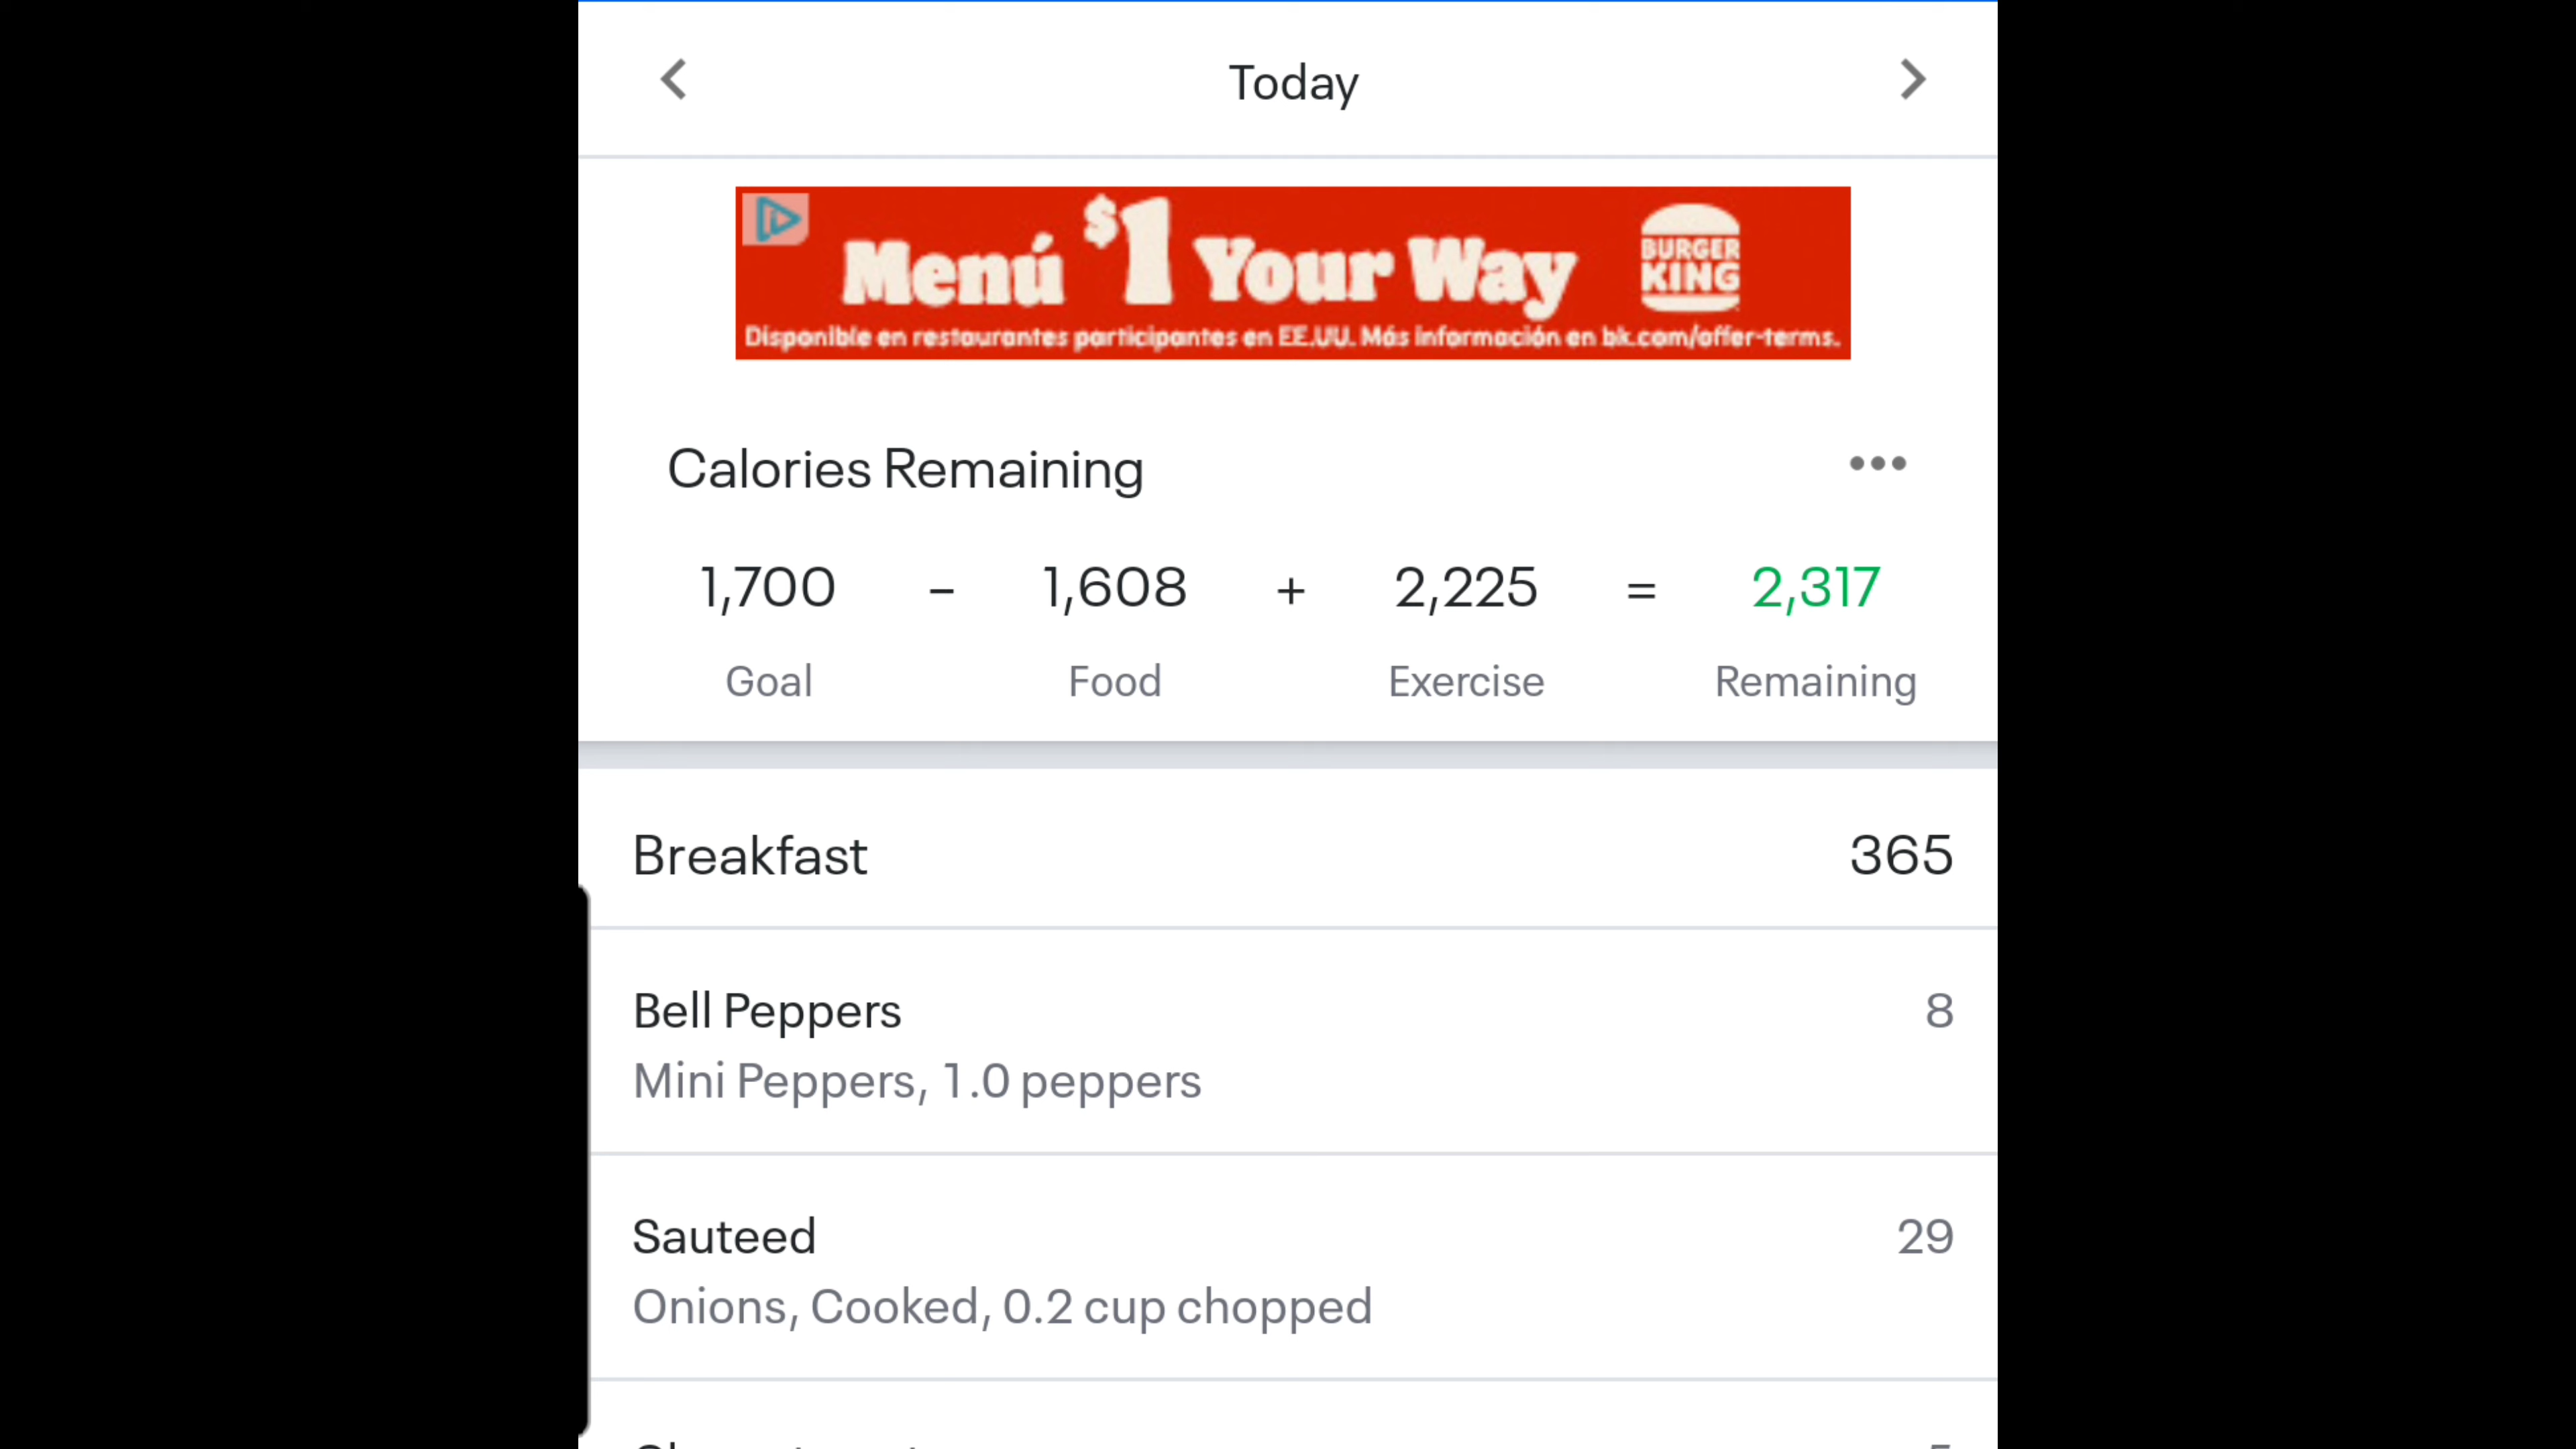 Today
Menú $1 Your Way
BURGER
KING
Disponible en restaurantes participantes en EE.UU. Más información en bk.com/offer-terms.
Calories Remaining
1,700 - 1,608 + 2,225 = 2,317
Goal Food Exercise Remaining
Breakfast 365
Bell Peppers 8
Mini Peppers, 1.0 peppers
Sauteed 29
Onions, Cooked, 0.2 cup chopped